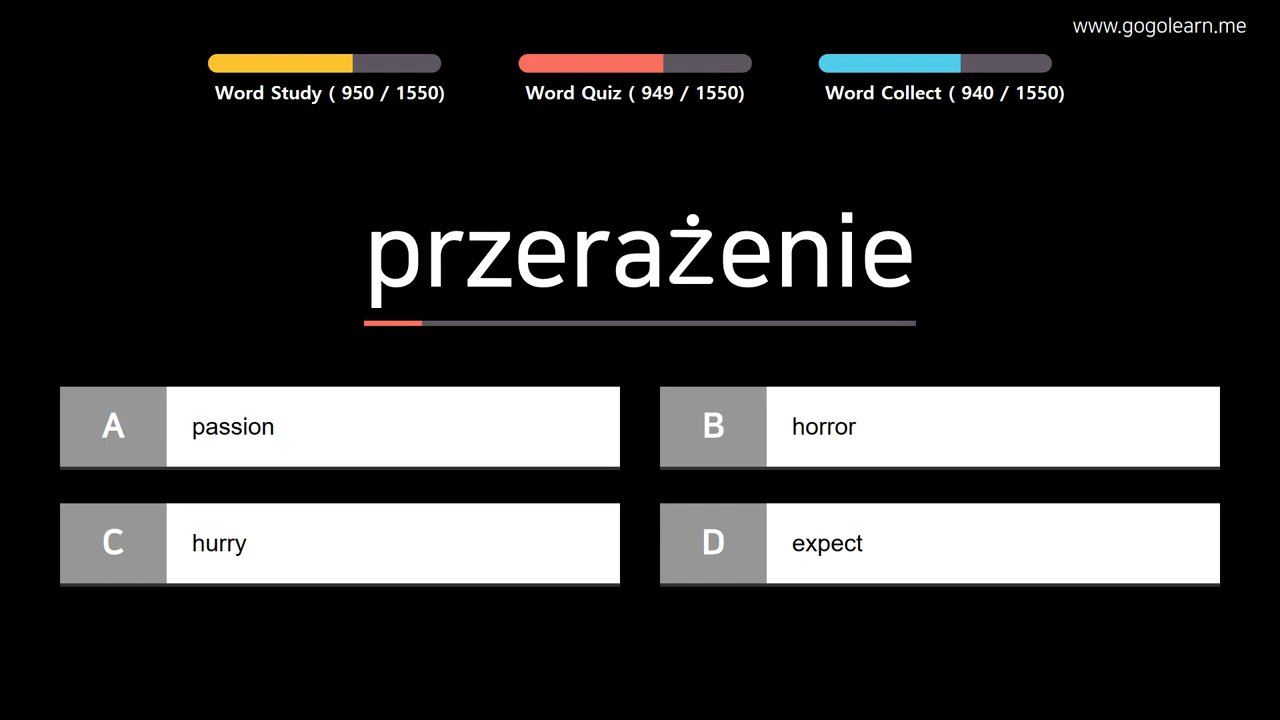 www.gogolearn.me
Word Study ( 950 / 1550)
Word Quiz ( 949 / 1550)
Word Collect ( 940 / 1550)
przerażenie
A passion
B horror
C hurry
D expect